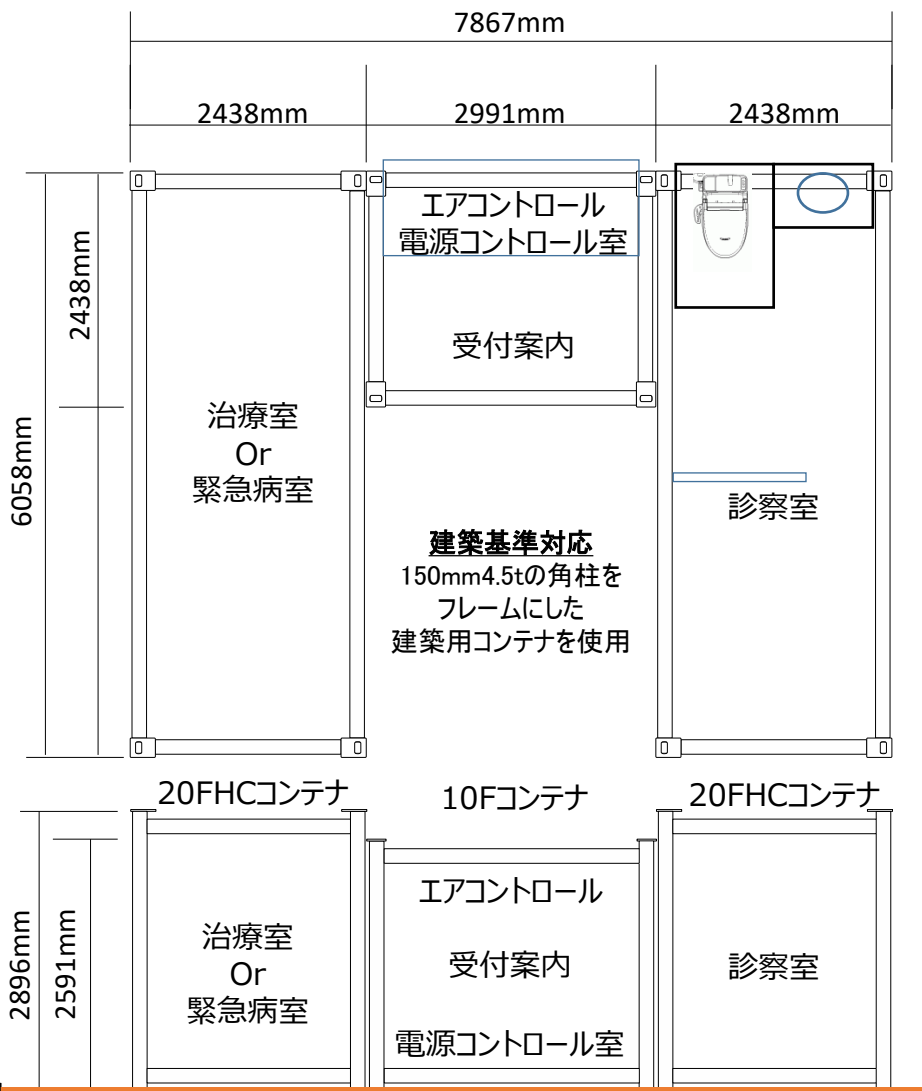 7867mm
2438mm
2991mm
2438mm
エアコントロール
電源コントロール室
2438mm
受付案内
6058mm
治療室
Or
緊急病室
診察室
建築基準対応
150mm4.5tの角柱を
フレームにした
建築用コンテナを使用
20FHCコンテナ
10Fコンテナ
20FHCコンテナ
エアコントロール
2896mm
2591mm
治療室
Or
緊急病室
受付案内
診察室
電源コントロール室